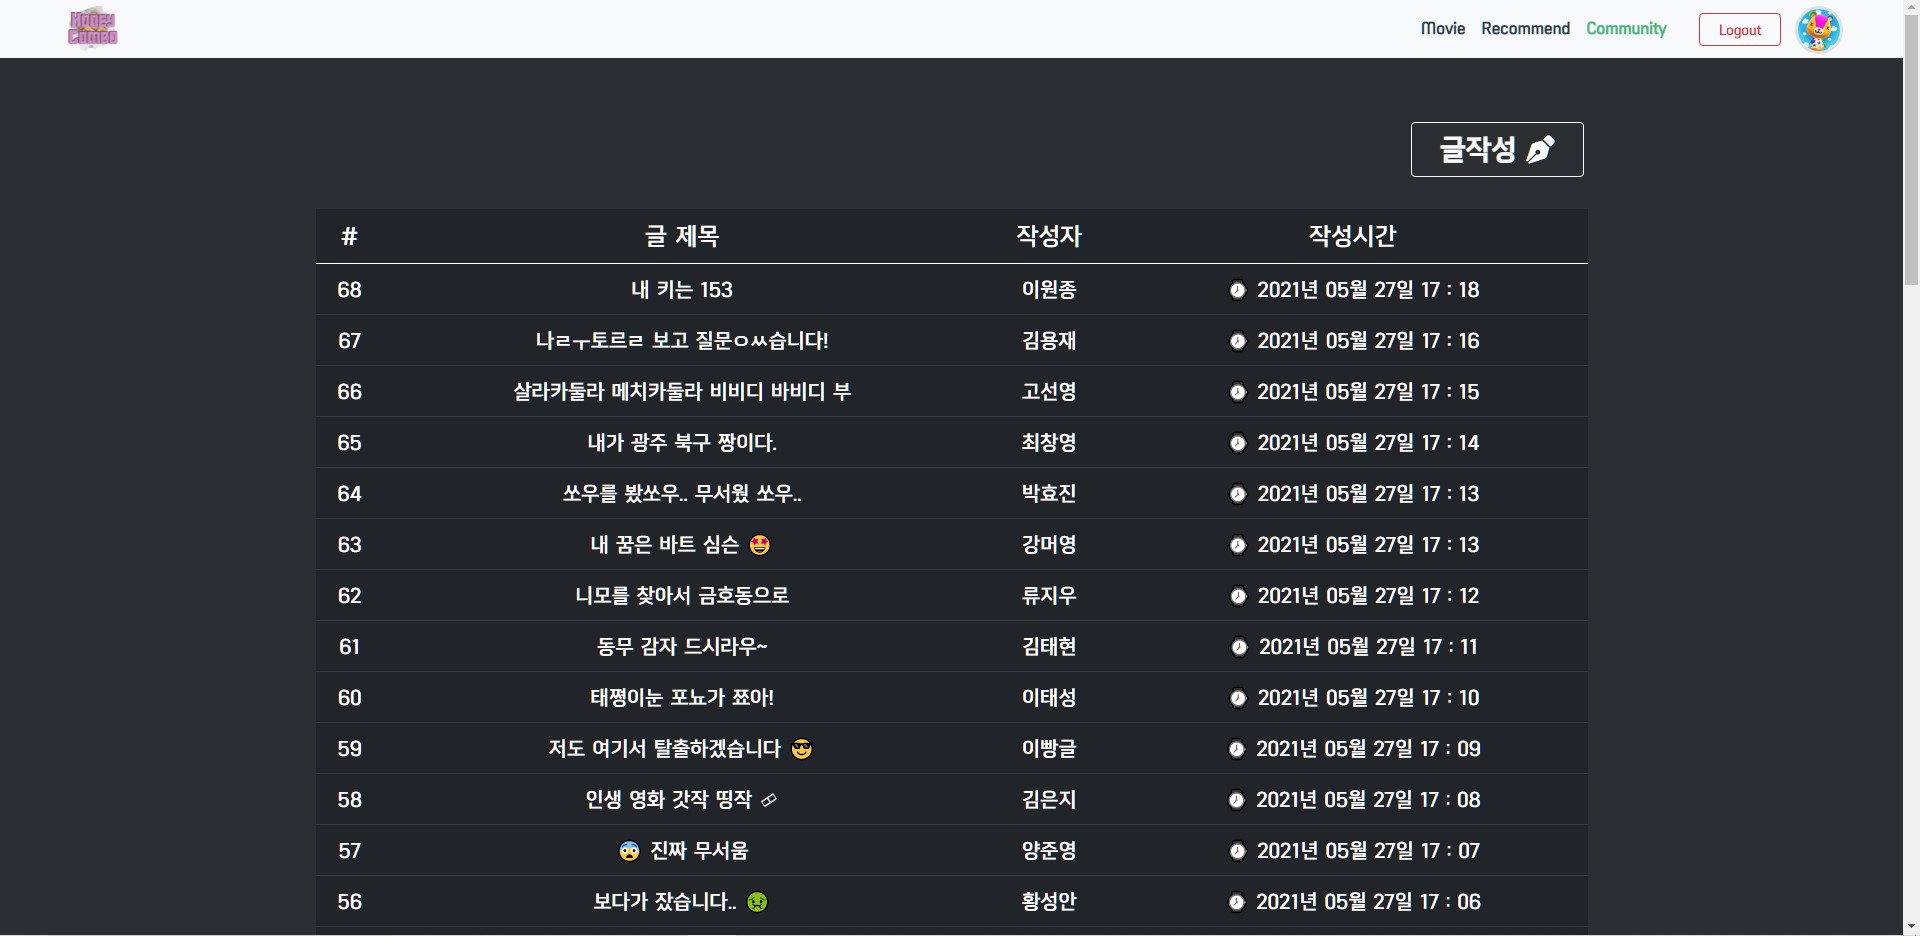 HONEY
COMBO
Movie Recommend Community Logout
글작성
# 글 제목 작성자 작성시간
68 내 키는 153 이원종 2021년 05월 27일 17 : 18
67 나ㄹㅜ토르ㄹ 보고 질문ㅇㅆ습니다! 김용재 2021년 05월 27일 17 : 16
66 살라카둘라 메치카둘라 비비디 바비디 부 고선영 2021년 05월 27일 17 : 15
65 내가 광주 북구 짱이다. 최창영 2021년 05월 27일 17 : 14
64 쏘우를 봤쏘우.. 무서웠 쏘우.. 박효진 2021년 05월 27일 17 : 13
63 내 꿈은 바트 심슨 🤩 강머영 2021년 05월 27일 17 : 13
62 니모를 찾아서 금호동으로 류지우 2021년 05월 27일 17 : 12
61 동무 감자 드시라우~ 김태현 2021년 05월 27일 17 : 11
60 태쪙이눈 포뇨가 쬬아! 이태성 2021년 05월 27일 17 : 10
59 저도 여기서 탈출하겠습니다 😎 이빵글 2021년 05월 27일 17 : 09
58 인생 영화 갓작 띵작 김은지 2021년 05월 27일 17 : 08
57 😨 진짜 무서움 양준영 2021년 05월 27일 17 : 07
56 보다가 잤습니다.. 🤢 황성안 2021년 05월 27일 17 : 06